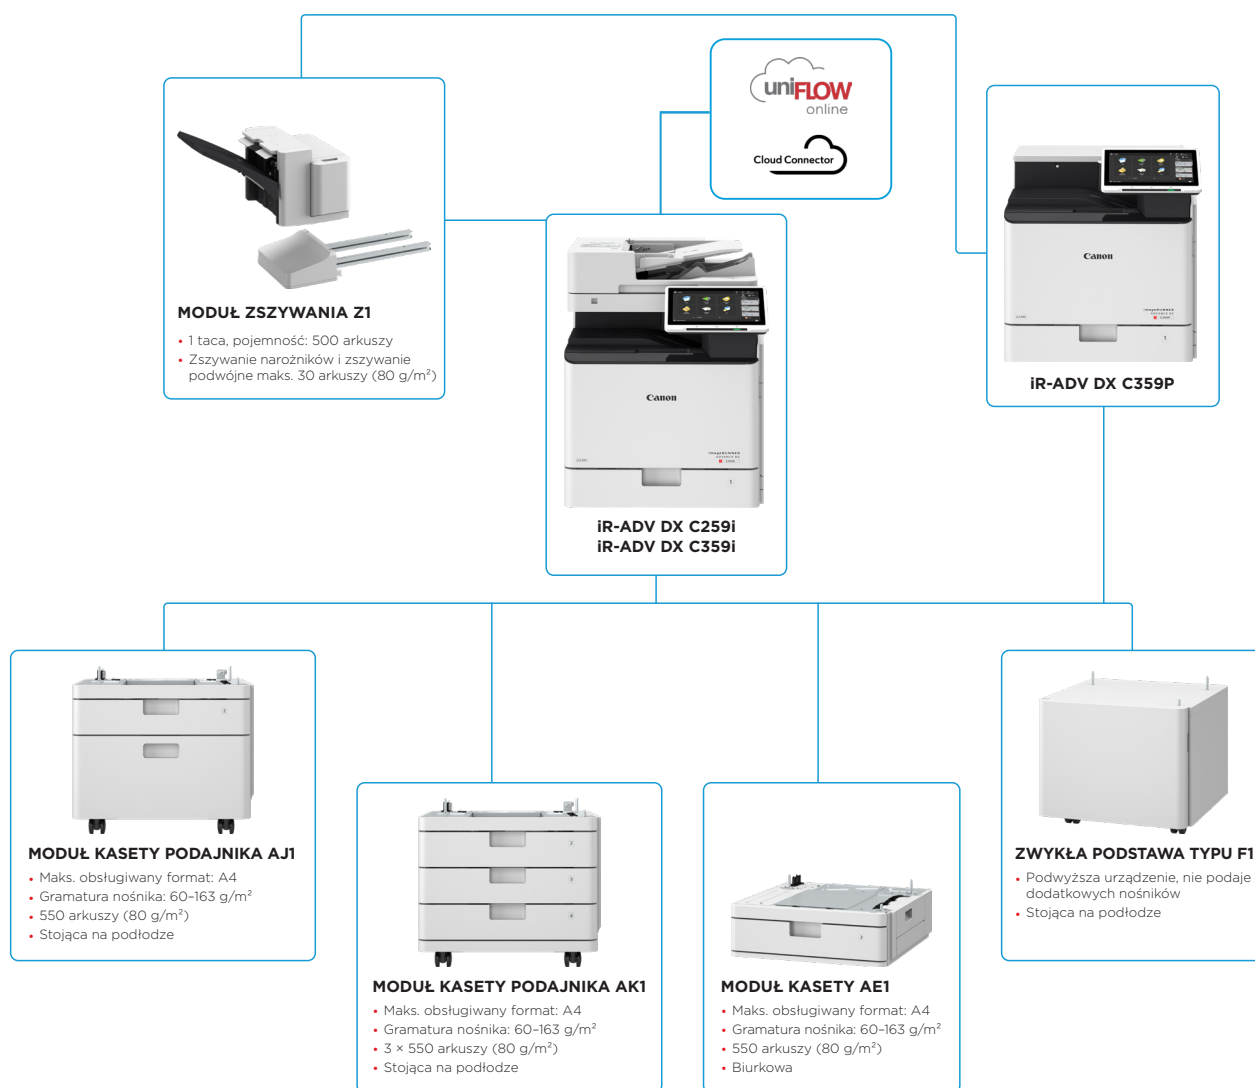 uniFLOW
online
Cloud Connector
MODUŁ ZSZYWANIA Z1
• 1 taca, pojemność: 500 arkuszy
• Zszywanie narożników i zszywanie
podwójne maks. 30 arkuszy (80 g/m²)
Canon
1
iR-ADV DX C259i
iR-ADV DX C359i
Canon
1
iR-ADV DX C359P
MODUŁ KASETY PODAJNIKA AJ1
• Maks. obsługiwany format: A4
• Gramatura nośnika: 60–163 g/m²
• 550 arkuszy (80 g/m²)
• Stojąca na podłodze
MODUŁ KASETY PODAJNIKA AK1
• Maks. obsługiwany format: A4
• Gramatura nośnika: 60–163 g/m²
• 3 × 550 arkuszy (80 g/m²)
• Stojąca na podłodze
MODUŁ KASETY AE1
• Maks. obsługiwany format: A4
• Gramatura nośnika: 60–163 g/m²
• 550 arkuszy (80 g/m²)
• Biurkowa
ZWYKŁA PODSTAWA TYPU F1
• Podwyższa urządzenie, nie podaje
dodatkowych nośników
• Stojąca na podłodze